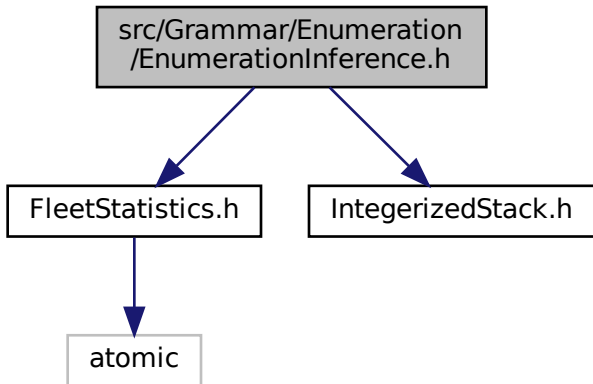 src/Grammar/Enumeration
/EnumerationInference.h
FleetStatistics.h
IntegerizedStack.h
atomic